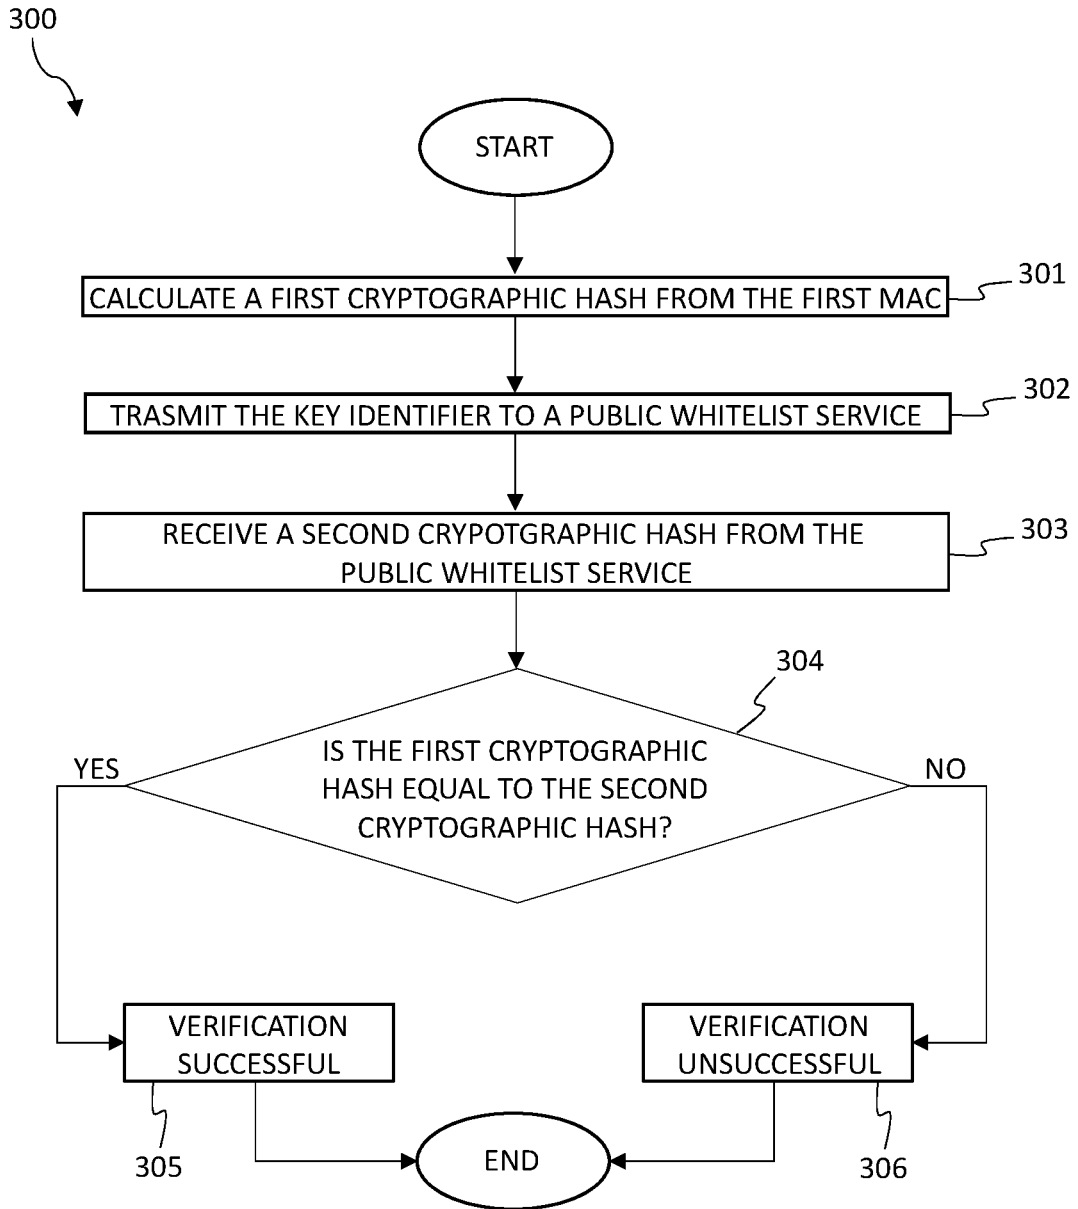 300
START
CALCULATE A FIRST CRYPTOGRAPHIC HASH FROM THE FIRST MAC
301
TRASMIT THE KEY IDENTIFIER TO A PUBLIC WHITELIST SERVICE
302
RECEIVE A SECOND CRYPOTGRAPHIC HASH FROM THE
PUBLIC WHITELIST SERVICE
303
304
IS THE FIRST CRYPTOGRAPHIC
HASH EQUAL TO THE SECOND
CRYPTOGRAPHIC HASH?
YES
NO
VERIFICATION
SUCCESSFUL
305
VERIFICATION
UNSUCCESSFUL
306
END